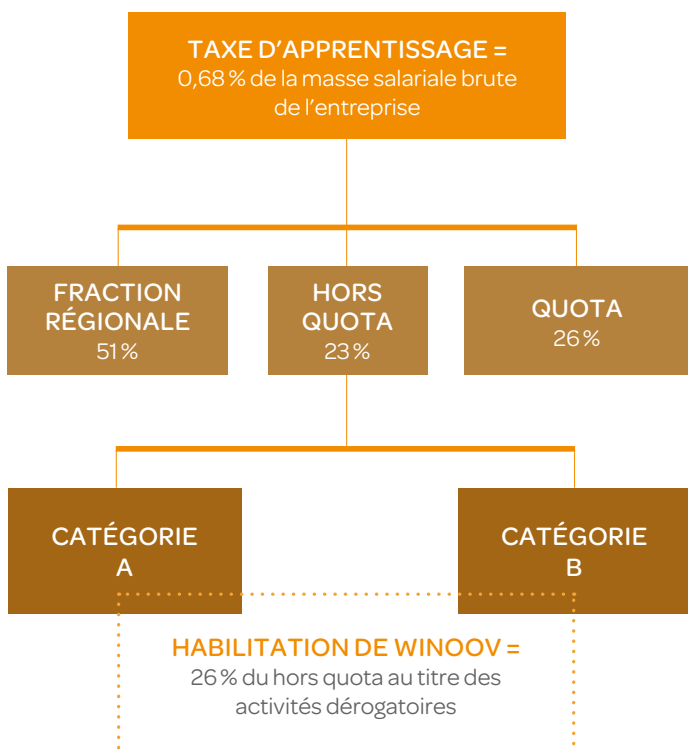 TAXE D'APPRENTISSAGE =
0,68 % de la masse salariale brute
de l'entreprise
FRACTION
RÉGIONALE
51 %
HORS
QUOTA
23 %
QUOTA
26 %
CATÉGORIE
A
CATÉGORIE
B
HABILITATION DE WINOOV =
26 % du hors quota au titre des
activités dérogatoires